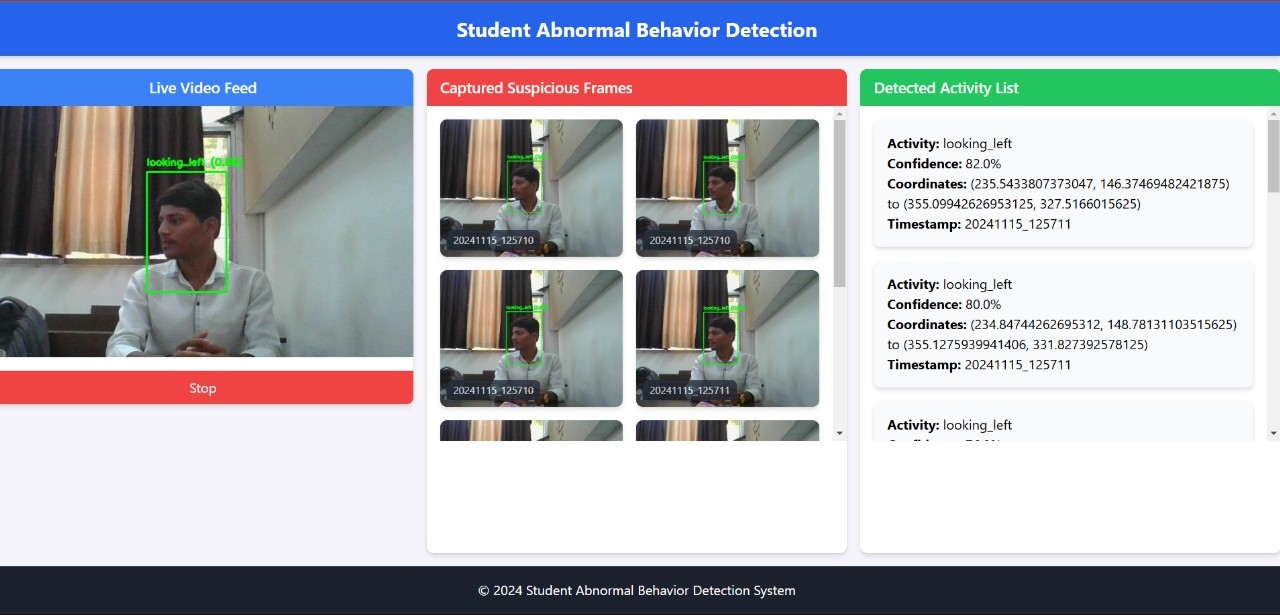 Student Abnormal Behavior Detection
Live Video Feed
looking_left (0.
Stop
Captured Suspicious Frames
looking_left
20241115_125710
looking_left
20241115_125710
looking_left
20241115_125710
looking_left
20241115_125711
Detected Activity List
Activity: looking_left
Confidence: 82.0%
Coordinates: (235.5433807373047, 146.37469482421875)
to (355.09942626953125, 327.5166015625)
Timestamp: 20241115_125711
Activity: looking_left
Confidence: 80.0%
Coordinates: (234.84744262695312, 148.78131103515625)
to (355.1275939941406, 331.827392578125)
Timestamp: 20241115_125711
Activity: looking_left
© 2024 Student Abnormal Behavior Detection System